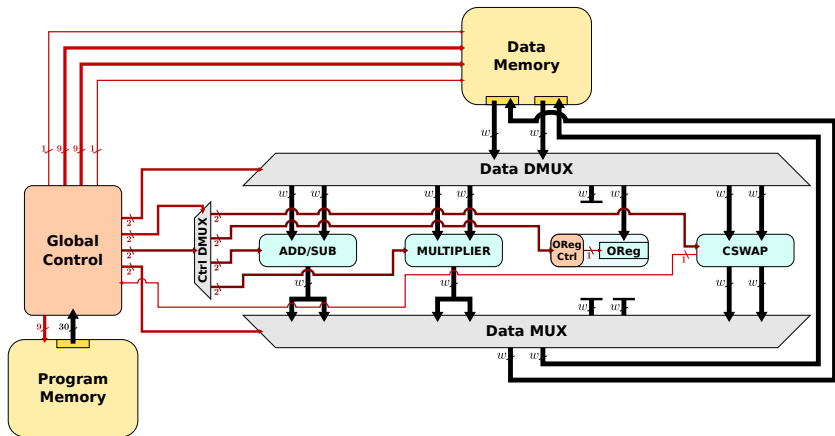 Data
Memory
1 9 9 1
w w
Data DMUX
2
w w w w w w w
2
2
2
2
2
2
2
Global
Control
Ctrl DMUX
ADD/SUB
MULTIPLIER
OReg
Ctrl
1
OReg
CSWAP
1
w w w w
2
9 30
w w
Data MUX
w w
Program
Memory